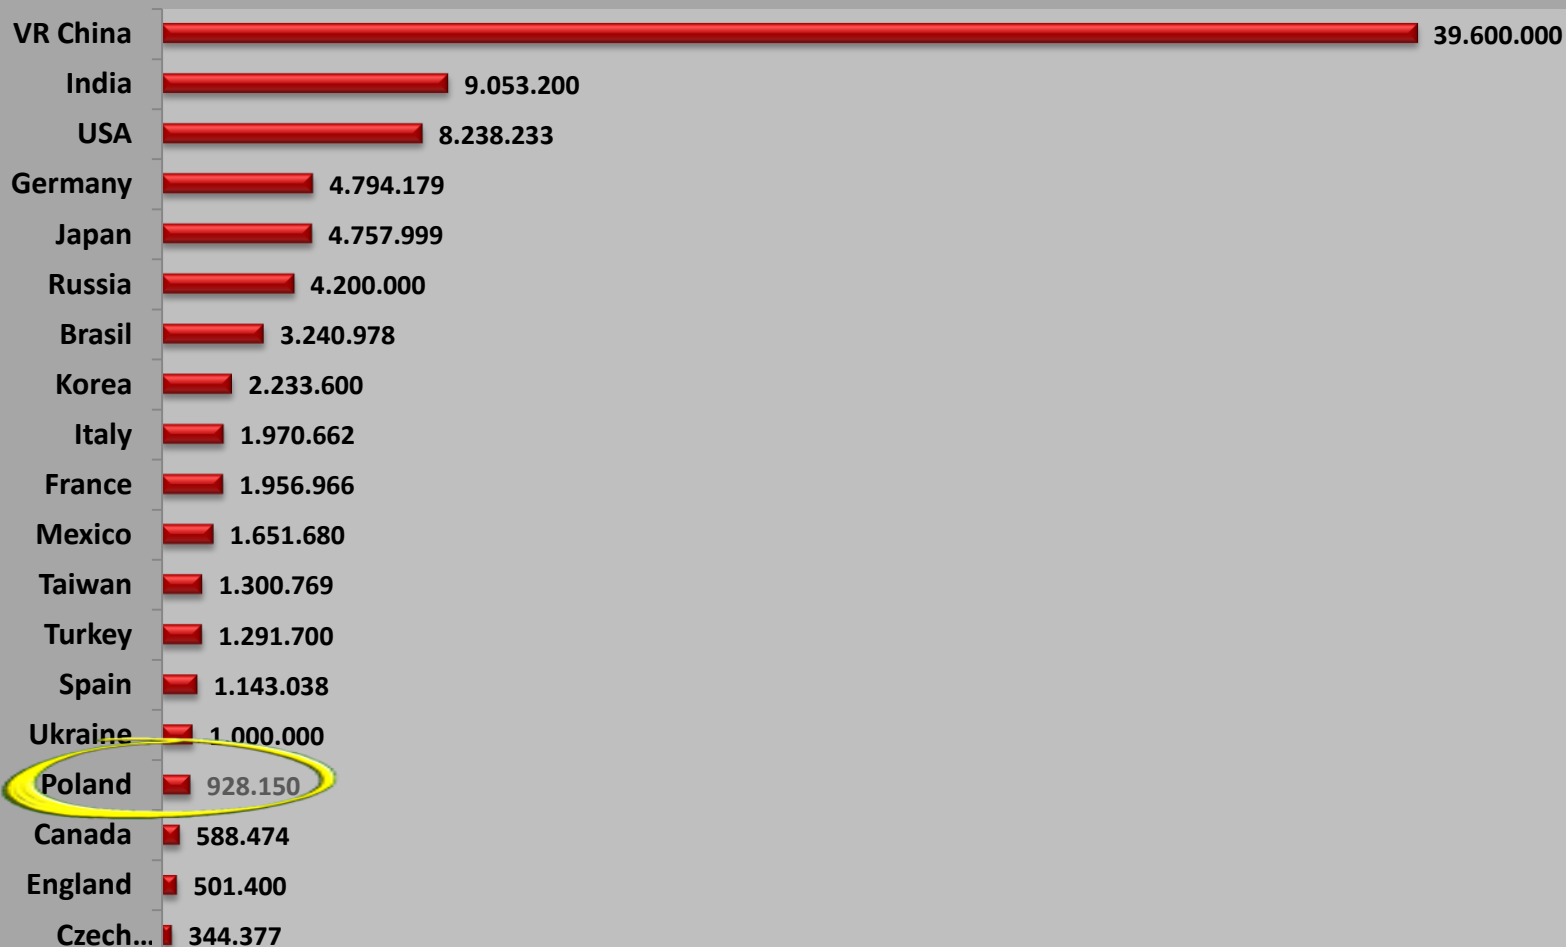 VR China 39.600.000
India 9.053.200
USA 8.238.233
Germany 4.794.179
Japan 4.757.999
Russia 4.200.000
Brasil 3.240.978
Korea 2.233.600
Italy 1.970.662
France 1.956.966
Mexico 1.651.680
Taiwan 1.300.769
Turkey 1.291.700
Spain 1.143.038
Ukraine 1.000.000
Poland 928.150
Canada 588.474
England 501.400
Czech... 344.377